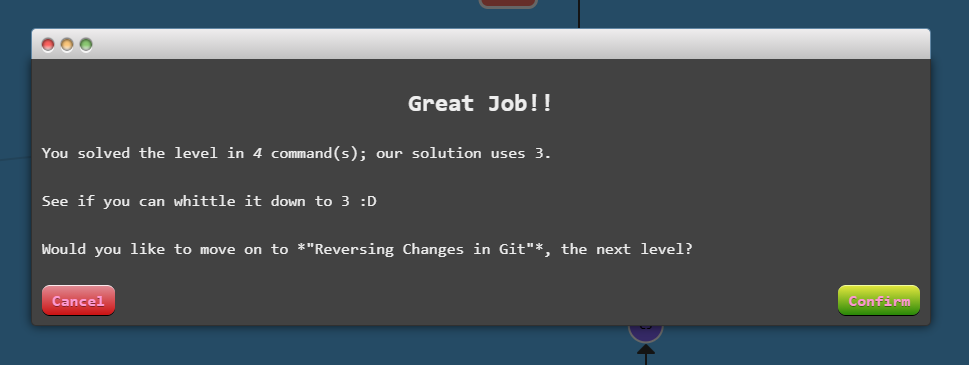 Great Job!!
You solved the level in 4 command(s); our solution uses 3.
See if you can whittle it down to 3 :D
Would you like to move on to *"Reversing Changes in Git"*, the next level?
Cancel
Confirm